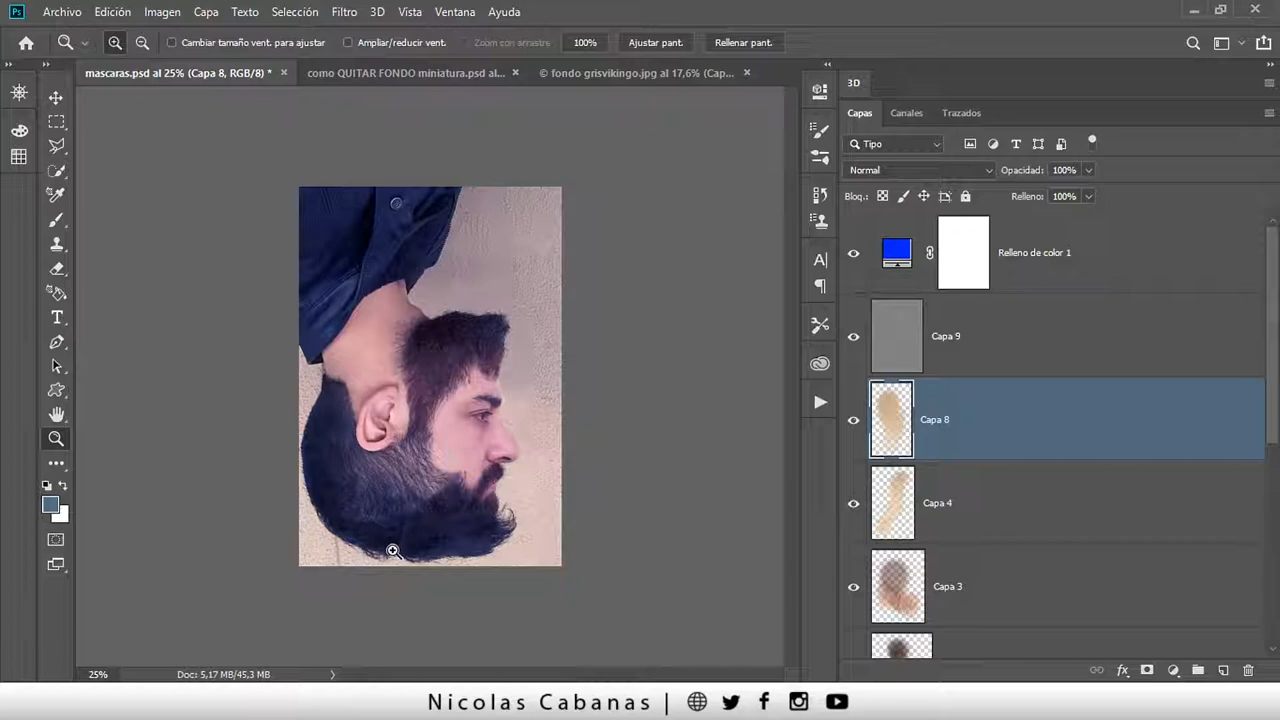 Ps Archivo Edición Imagen Capa Texto Selección Filtro 3D Vista Ventana Ayuda
Cambiar tamaño vent. para ajustar Ampliar/reducir vent. Zoom con arrastre 100% Ajustar pant. Rellenar pant.
mascaras.psd al 25% (Capa 8, RGB/8) * como QUITAR FONDO miniatura.psd al... © fondo grisvikingo.jpg al 17,6% (Cap...
3D
Capas Canales Trazados
Tipo
Normal Opacidad: 100%
Bloq.: Relleno: 100%
Relleno de color 1
Capa 9
Capa 8
Capa 4
Capa 3
25% Doc: 5,17 MB/45,3 MB
Nicolas Cabanas |